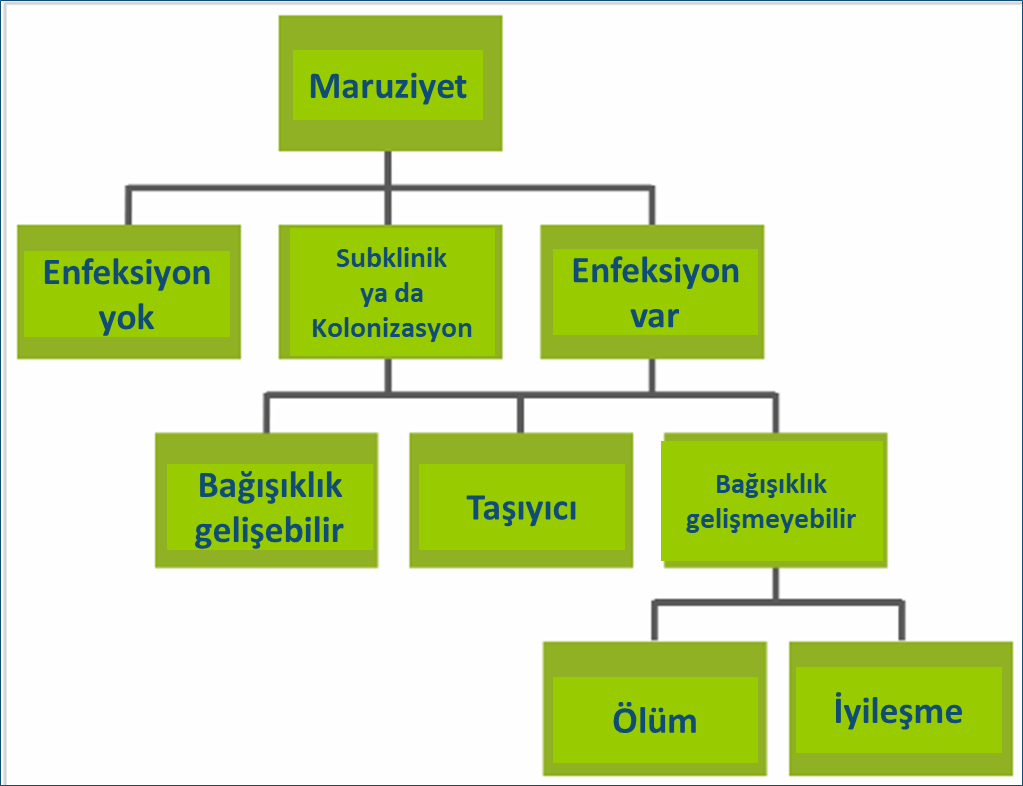 Maruziyet
Enfeksiyon
yok
Subklinik
ya da
Kolonizasyon
Enfeksiyon
var
Bağışıklık
gelişebilir
Taşıyıcı
Bağışıklık
gelişmeyebilir
Ölüm
İyileşme